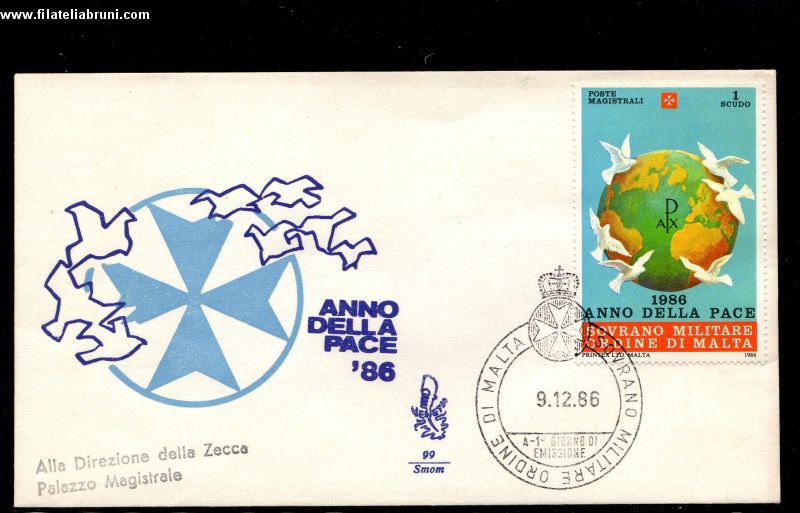 www.filateliabruni.com
POSTE
MAGISTRALI
1
SCUDO
PAX
1986
ANNO DELLA PACE
SOVRANO MILITARE
ORDINE DI MALTA
PRINTEX LTD. MALTA 1986
ANNO
DELLA
PACE
'86
SOVRANO MILITARE ORDINE DI MALTA
9.12.86
A-1° GIORNO DI
EMISSIONE
99
Smom
Alla Direzione della Zecca
Palazzo Magistrale